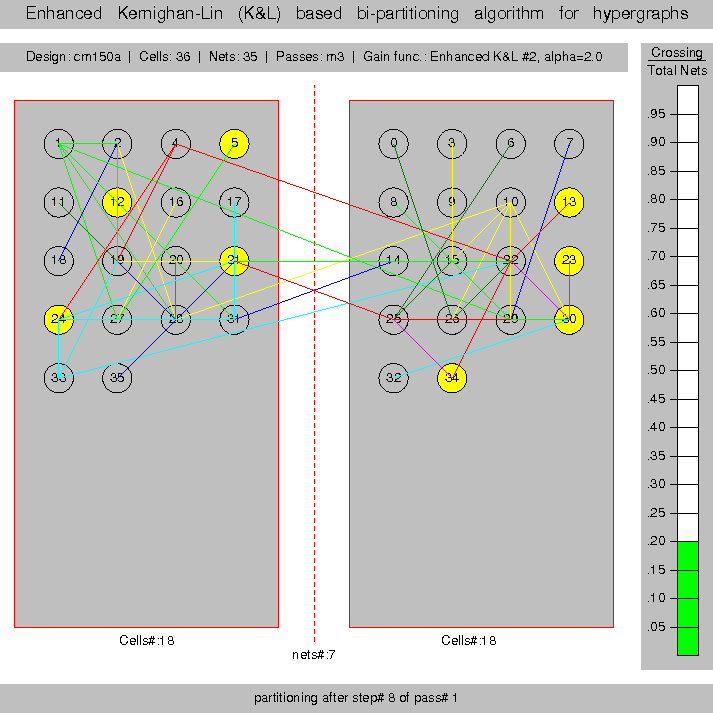 Enhanced Kernighan-Lin (K&L) based bi-partitioning algorithm for hypergraphs
Design: cm150a | Cells: 36 | Nets: 35 | Passes: m3 | Gain func.: Enhanced K&L #2, alpha=2.0
Crossing
Total Nets
1 2 4 5 0 3 6 7
11 12 16 17 8 9 10 13
18 19 20 21 14 15 22 23
24 27 28 31 25 26 29 30
33 35 32 34
.95
.90
.85
.80
.75
.70
.65
.60
.55
.50
.45
.40
.35
.30
.25
.20
.15
.10
.05
Cells#:18
Cells#:18
nets#:7
partitioning after step# 8 of pass# 1